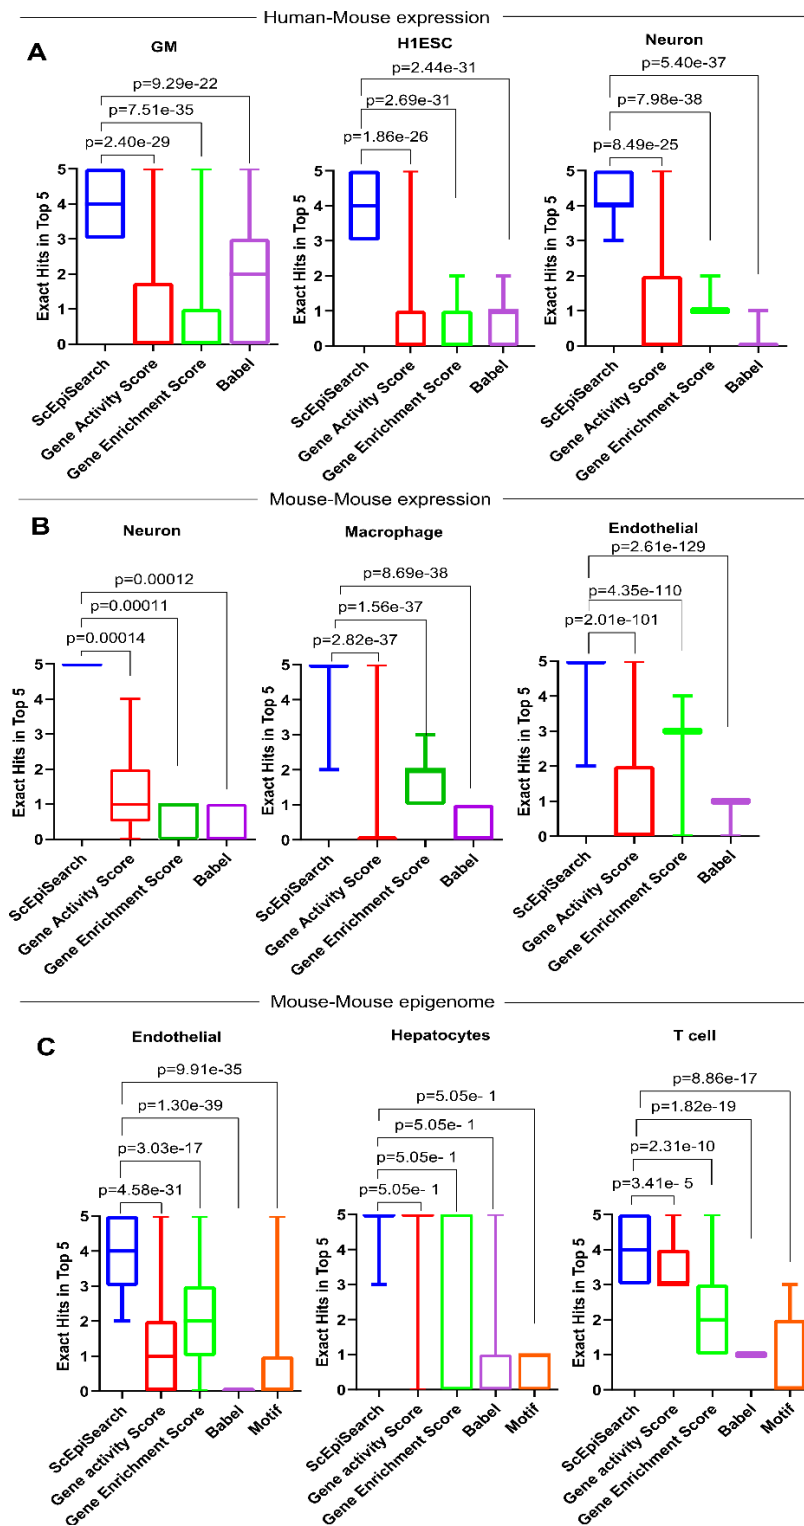 Human-Mouse expression
A
GM
H1ESC
Neuron
p=9.29e-22
p=7.51e-35
p=2.40e-29
p=2.44e-31
p=2.69e-31
p=1.86e-26
p=5.40e-37
p=7.98e-38
p=8.49e-25
Exact Hits in Top 5
5
4
3
2
1
0
ScEpiSearch
Gene Activity Score
Gene Enrichment Score
Babel
Exact Hits in Top 5
5
4
3
2
1
0
ScEpiSearch
Gene Activity Score
Gene Enrichment Score
Babel
Exact Hits in Top 5
5
4
3
2
1
0
ScEpiSearch
Gene Activity Score
Gene Enrichment Score
Babel
Mouse-Mouse expression
B
Neuron
Macrophage
Endothelial
p=0.00012
p=0.00011
p=0.00014
p=8.69e-38
p=1.56e-37
p=2.82e-37
p=2.61e-129
p=4.35e-110
p=2.01e-101
Exact Hits in Top 5
5
4
3
2
1
0
ScEpiSearch
Gene Activity Score
Gene Enrichment Score
Babel
Exact Hits in Top 5
5
4
3
2
1
0
ScEpiSearch
Gene Activity Score
Gene Enrichment Score
Babel
Exact Hits in Top 5
5
4
3
2
1
0
ScEpiSearch
Gene Activity Score
Gene Enrichment Score
Babel
Mouse-Mouse epigenome
C
Endothelial
Hepatocytes
T cell
p=9.91e-35
p=1.30e-39
p=3.03e-17
p=4.58e-31
p=5.05e- 1
p=5.05e- 1
p=5.05e- 1
p=5.05e- 1
p=8.86e-17
p=1.82e-19
p=2.31e-10
p=3.41e- 5
Exact Hits in Top 5
5
4
3
2
1
0
ScEpiSearch
Gene activity Score
Gene Enrichment Score
Babel
Motif
Exact Hits in Top 5
5
4
3
2
1
0
ScEpiSearch
Gene activity Score
Gene Enrichment Score
Babel
Motif
Exact Hits in Top 5
5
4
3
2
1
0
ScEpiSearch
Gene activity Score
Gene Enrichment Score
Babel
Motif